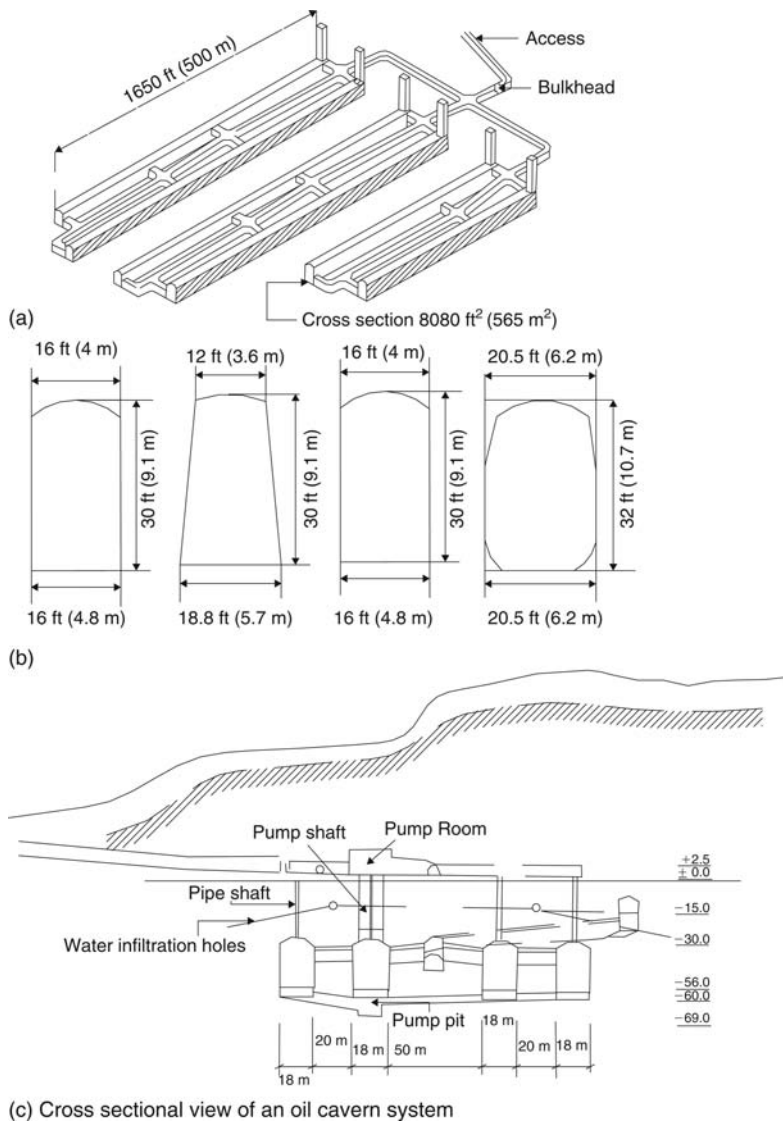 1650 ft (500 m)
Access
Bulkhead
Cross section 8080 ft² (565 m²)
(a)
16 ft (4 m)
12 ft (3.6 m)
16 ft (4 m)
20.5 ft (6.2 m)
30 ft (9.1 m)
30 ft (9.1 m)
30 ft (9.1 m)
32 ft (10.7 m)
16 ft (4.8 m)
18.8 ft (5.7 m)
16 ft (4.8 m)
20.5 ft (6.2 m)
(b)
Pump shaft
Pump Room
Pipe shaft
Water infiltration holes
+2.5
± 0.0
−15.0
−30.0
−56.0
−60.0
−69.0
Pump pit
18 m
20 m
18 m
50 m
18 m
20 m
18 m
(c) Cross sectional view of an oil cavern system